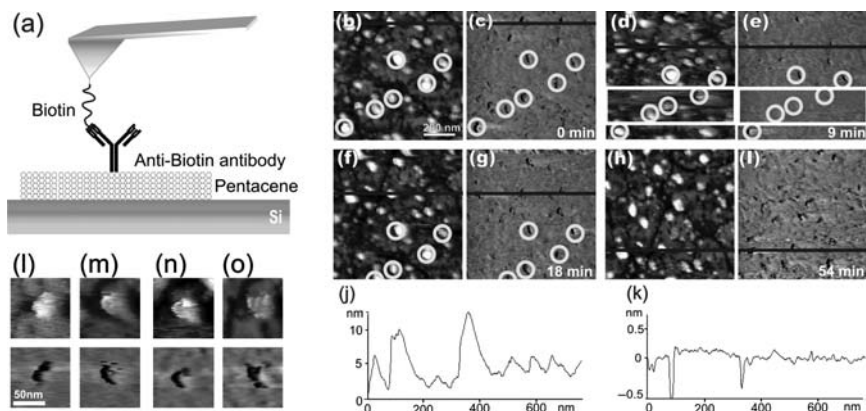 (a)
Biotin
Anti-Biotin antibody
Pentacene
Si
(b) (c) (d) (e)
200 nm
0 min
9 min
(f) (g) (h) (I)
18 min
54 min
(l) (m) (n) (o)
50nm
(j)
nm
10
5
0
0 200 400 600 nm
(k)
nm
0.5
0
−0.5
0 200 400 600 nm